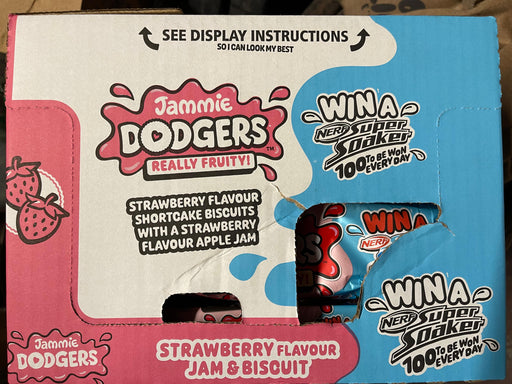 SEE DISPLAY INSTRUCTIONS
SO I CAN LOOK MY BEST
Jammie
DODGERS™
REALLY FRUITY!
STRAWBERRY FLAVOUR
SHORTCAKE BISCUITS
WITH A STRAWBERRY
FLAVOUR APPLE JAM
WIN A
NERF SUPER
SOAKER
100 TO BE WON
EVERY DAY
WIN A
NERF
WIN A
NERF SUPER
SOAKER
100 TO BE WON
EVERY DAY
Jammie
DODGERS
STRAWBERRY FLAVOUR
JAM & BISCUIT